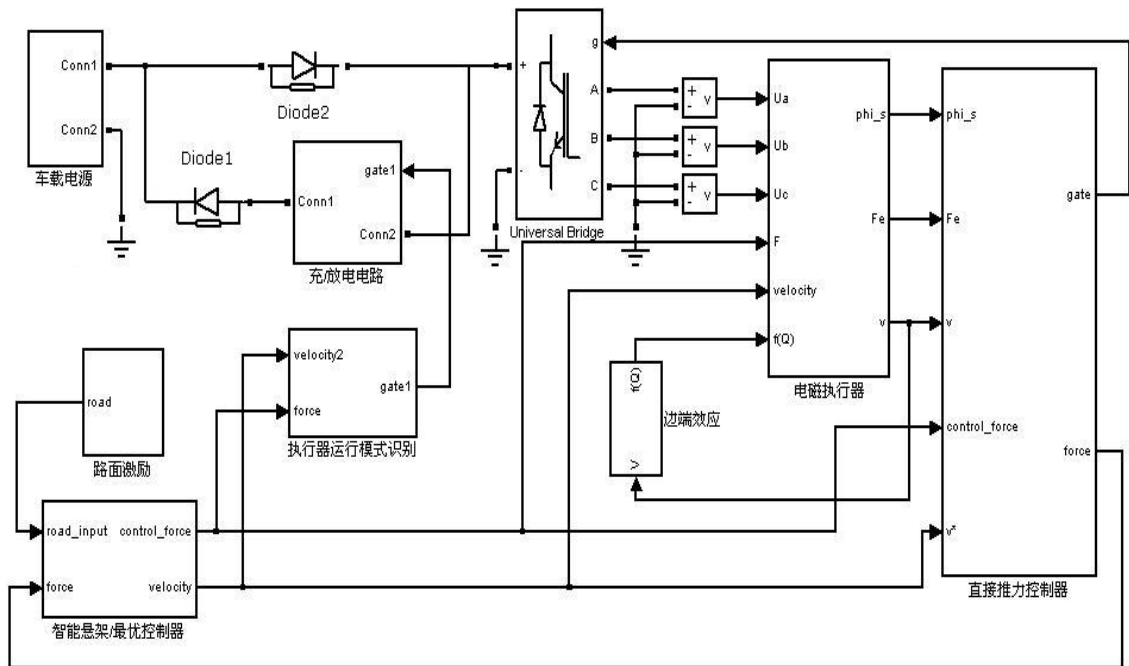 Conn1
Conn2
车载电源
Diode2
Diode1
Conn1
gate1
Conn2
充/放电电路
+
-
g
A
B
C
Universal Bridge
+
-
v
+
-
v
+
-
v
Ua
Ub
Uc
F
velocity
f(Q)
phi_s
Fe
v
电磁执行器
phi_s
Fe
v
control_force
v*
gate
force
直接推力控制器
f(Q)
V
边端效应
velocity2
force
gate1
执行器运行模式识别
road
路面激励
road_input
force
control_force
velocity
智能悬架/最优控制器